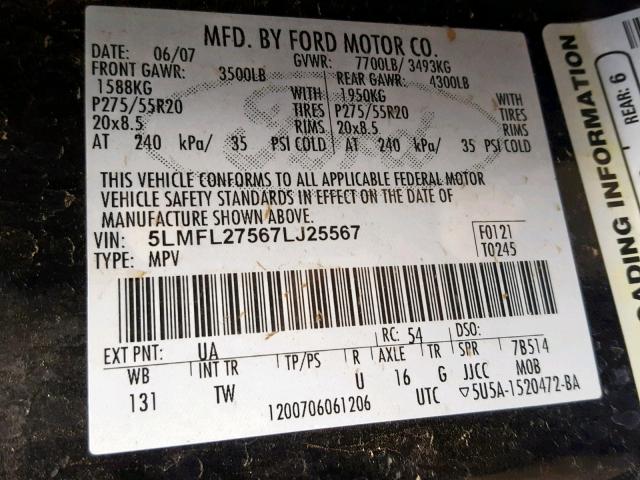 MFD. BY FORD MOTOR CO.
DATE: 06/07 GVWR: 7700LB/ 3493KG
FRONT GAWR: 3500LB REAR GAWR: 4300LB
1588KG WITH 1950KG WITH
P275/55R20 TIRES P275/55R20 TIRES
20x8.5 RIMS 20x8.5 RIMS
AT 240 kPa/ 35 PSI COLD AT 240 kPa/ 35 PSI COLD
Ford
THIS VEHICLE CONFORMS TO ALL APPLICABLE FEDERAL MOTOR
VEHICLE SAFETY STANDARDS IN EFFECT ON THE DATE OF
MANUFACTURE SHOWN ABOVE.
VIN: 5LMFL27567LJ25567 F0121
TYPE: MPV T0245
EXT PNT: UA RC: 54 DSO:
WB INT TR TP/PS R AXLE TR SPR 7B514
131 TW U 16 G JJCC MOB
1200706061206 UTC ▽5U5A-1520472-BA
ADING INFORMATION
REAR: 6